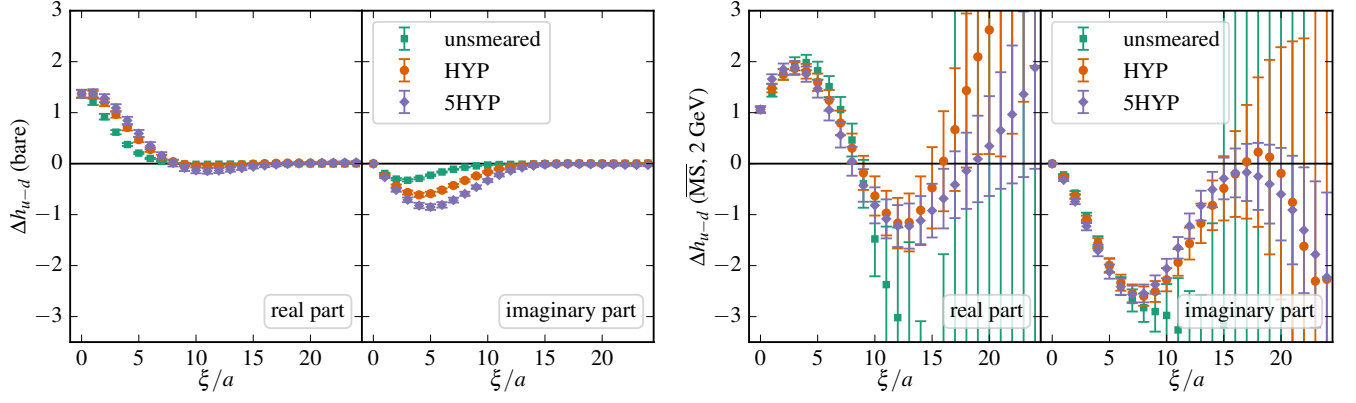 3
2
1
0
−1
−2
−3
Δh_{u−d} (bare)
real part
0 5 10 15 20
ξ/a
unsmeared
HYP
5HYP
imaginary part
0 5 10 15 20
ξ/a
3
2
1
0
−1
−2
−3
Δh_{u−d} (M̅S̅, 2 GeV)
real part
0 5 10 15 20
ξ/a
unsmeared
HYP
5HYP
imaginary part
0 5 10 15 20
ξ/a